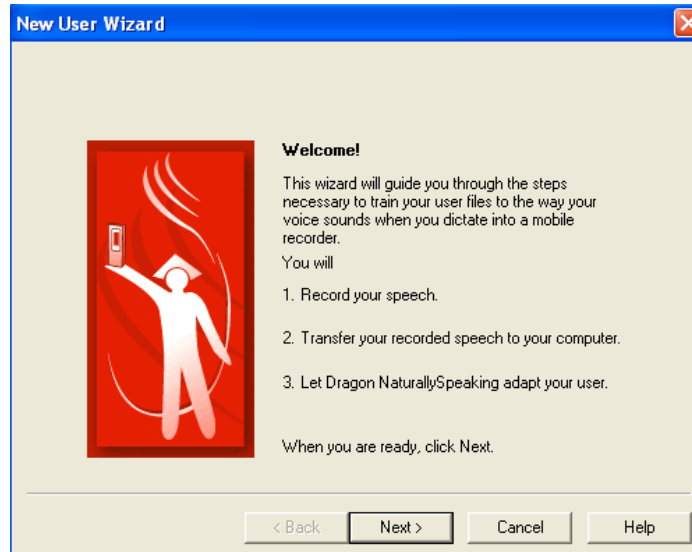 New User Wizard
Welcome!
This wizard will guide you through the steps
necessary to train your user files to the way your
voice sounds when you dictate into a mobile
recorder.
You will
1. Record your speech.
2. Transfer your recorded speech to your computer.
3. Let Dragon NaturallySpeaking adapt your user.
When you are ready, click Next.
< Back
Next >
Cancel
Help